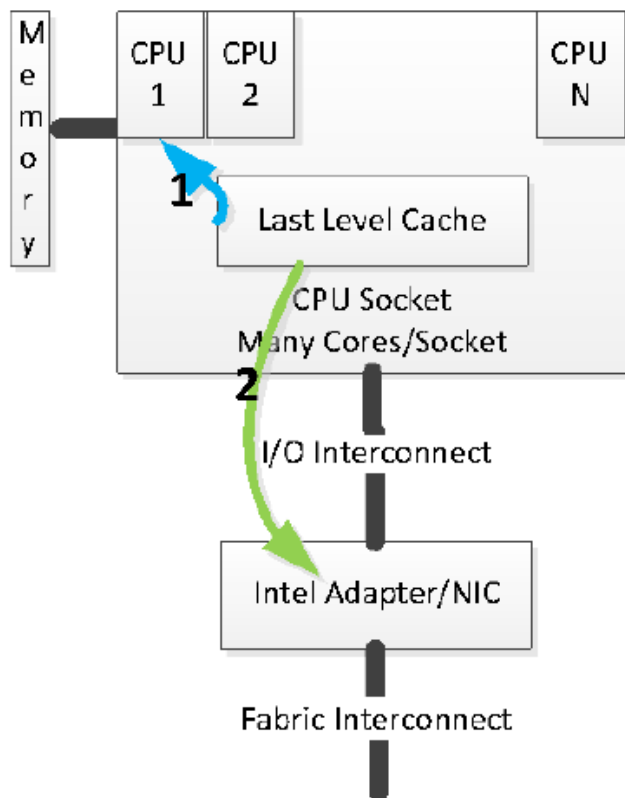 Memory
CPU
1
CPU
2
CPU
N
1
Last Level Cache
CPU Socket
Many Cores/Socket
2
I/O Interconnect
Intel Adapter/NIC
Fabric Interconnect